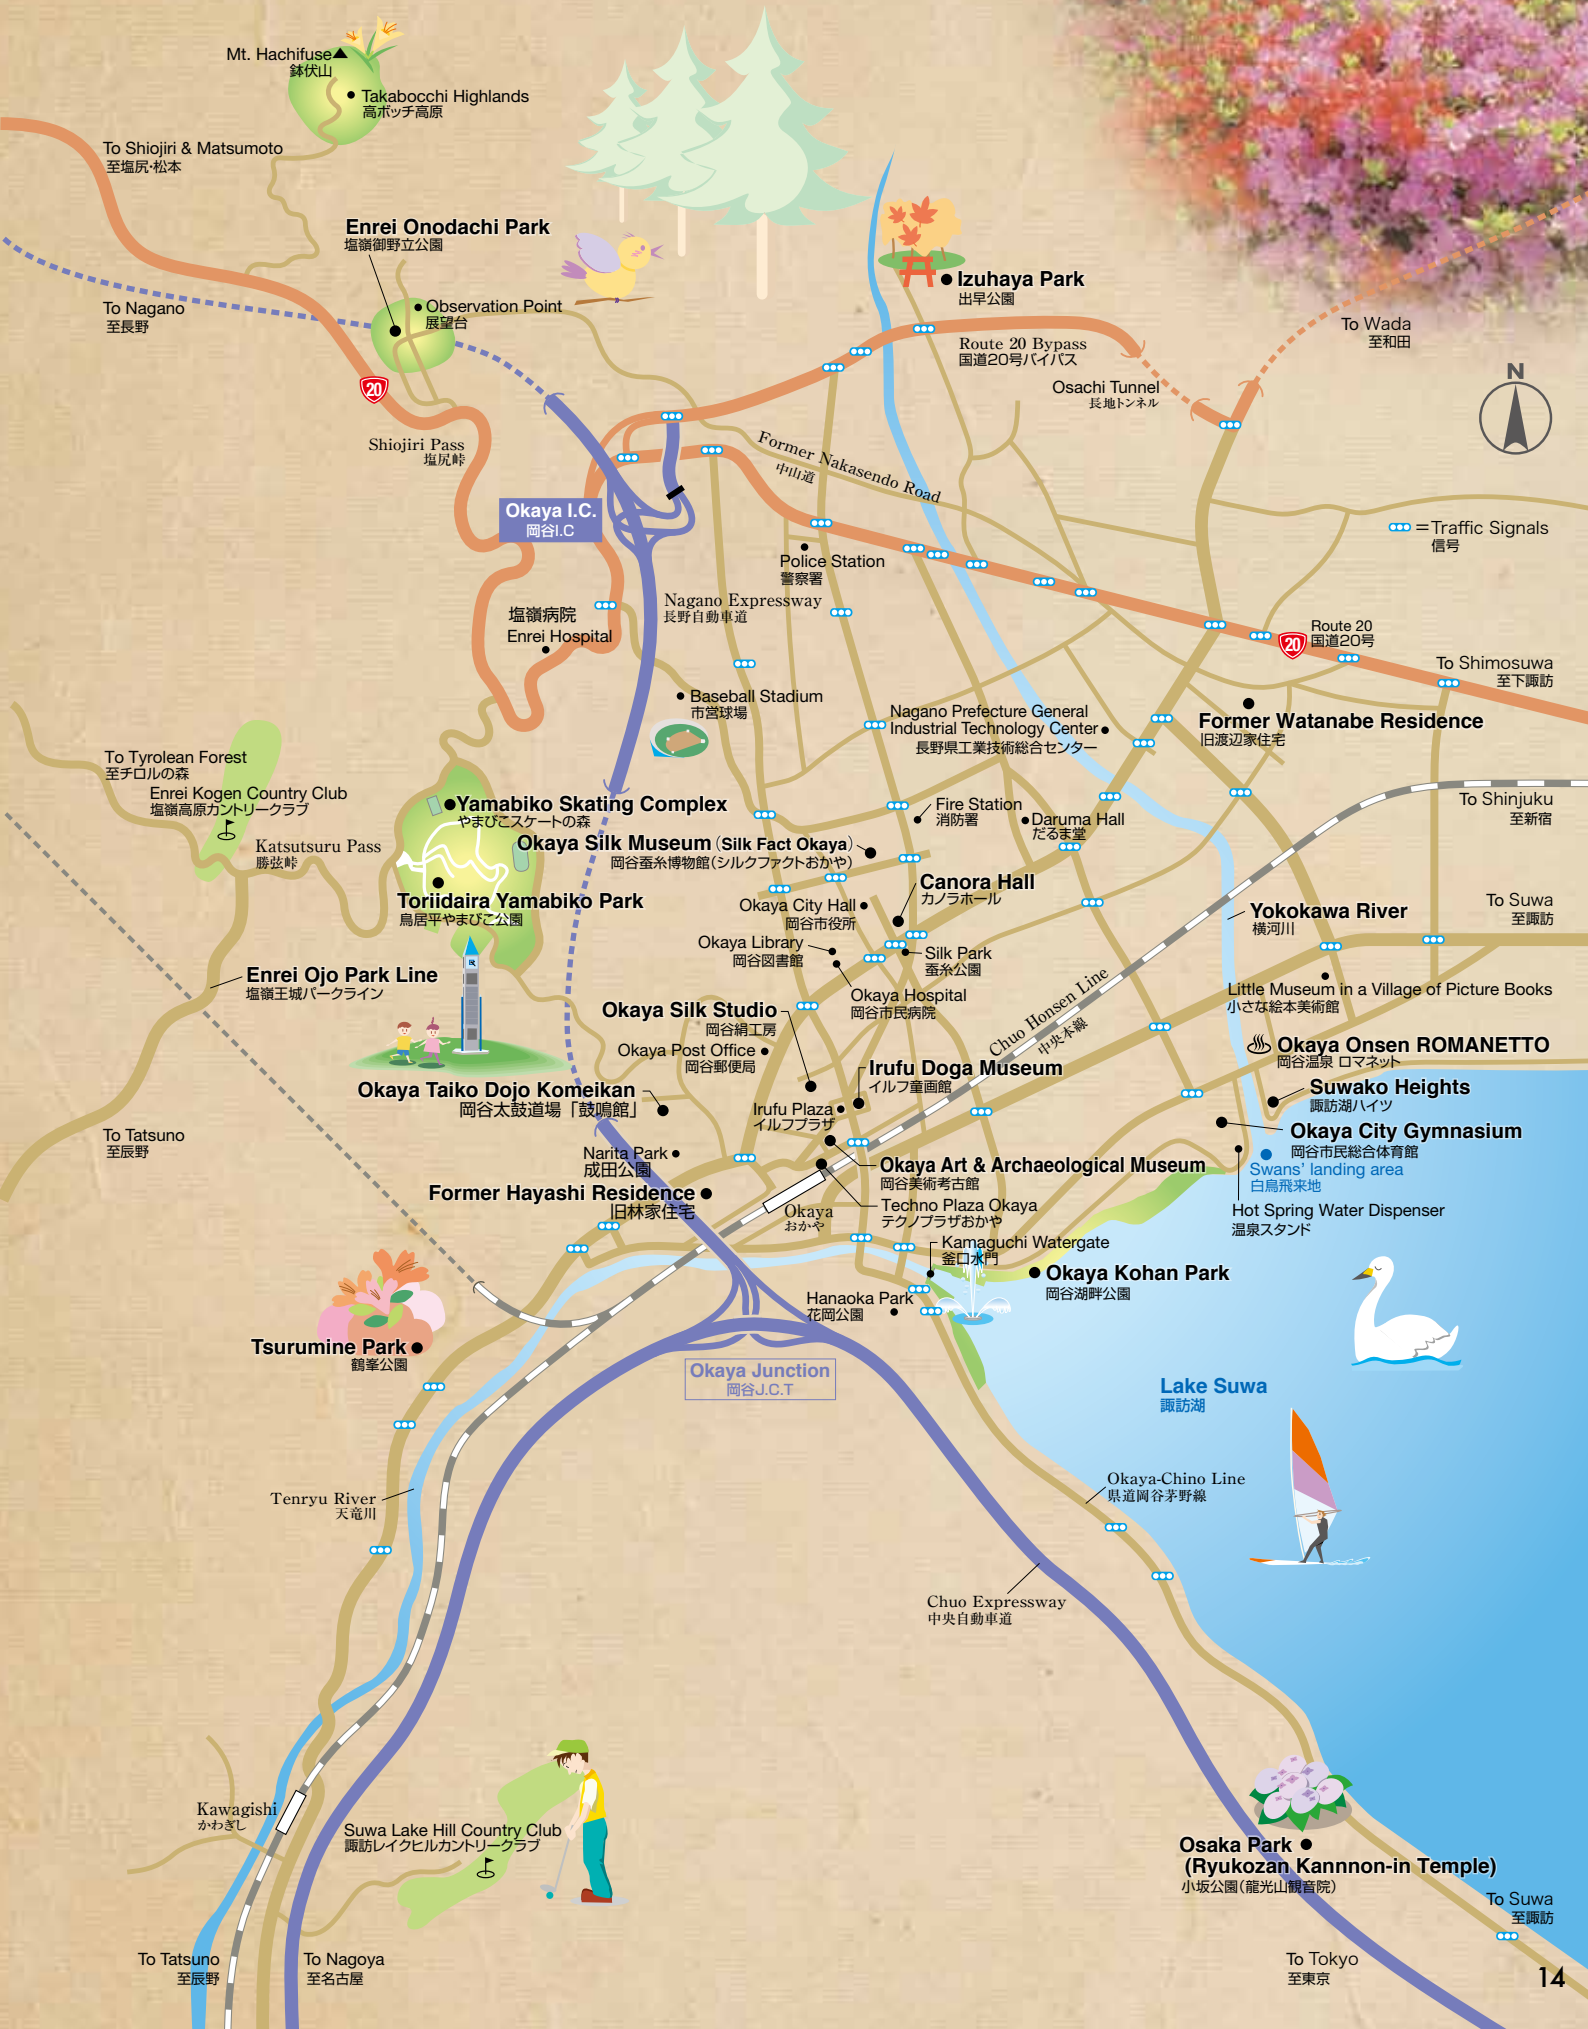 Mt. Hachifuse
鉢伏山
Takabocchi Highlands
高ボッチ高原
To Shiojiri & Matsumoto
至塩尻・松本
Enrei Onodachi Park
塩嶺御野立公園
Izuhaya Park
出早公園
To Nagano
至長野
Observation Point
展望台
To Wada
至和田
Route 20 Bypass
国道20号バイパス
Osachi Tunnel
長地トンネル
N
20
Shiojiri Pass
塩尻峠
Former Nakasendo Road
中山道
Okaya I.C.
岡谷I.C
=Traffic Signals
信号
Police Station
警察署
Nagano Expressway
長野自動車道
塩嶺病院
Enrei Hospital
20
Route 20
国道20号
To Shimosuwa
至下諏訪
Baseball Stadium
市営球場
Nagano Prefecture General
Industrial Technology Center
長野県工業技術総合センター
Former Watanabe Residence
旧渡辺家住宅
To Tyrolean Forest
至チロルの森
Enrei Kogen Country Club
塩嶺高原カントリークラブ
Katsutsuru Pass
勝弦峠
Yamabiko Skating Complex
やまびこスケートの森
Fire Station
消防署
Daruma Hall
だるま堂
To Shinjuku
至新宿
Okaya Silk Museum (Silk Fact Okaya)
岡谷蚕糸博物館(シルクファクトおかや)
Toriidaira Yamabiko Park
鳥居平やまびこ公園
Canora Hall
カノラホール
Okaya City Hall
岡谷市役所
Yokokawa River
横河川
To Suwa
至諏訪
Okaya Library
岡谷図書館
Silk Park
蚕糸公園
Enrei Ojo Park Line
塩嶺王城パークライン
Okaya Hospital
岡谷市民病院
Little Museum in a Village of Picture Books
小さな絵本美術館
Okaya Silk Studio
岡谷絹工房
Chuo Honsen Line
中央本線
Okaya Post Office
岡谷郵便局
Okaya Onsen ROMANETTO
岡谷温泉 ロマネット
Irufu Doga Museum
イルフ童画館
Suwako Heights
諏訪湖ハイツ
Okaya Taiko Dojo Komeikan
岡谷太鼓道場「鼓鳴館」
Irufu Plaza
イルフプラザ
Okaya City Gymnasium
岡谷市民総合体育館
To Tatsuno
至辰野
Narita Park
成田公園
Okaya Art & Archaeological Museum
岡谷美術考古館
Swans' landing area
白鳥飛来地
Former Hayashi Residence
旧林家住宅
Okaya
おかや
Techno Plaza Okaya
テクノプラザおかや
Hot Spring Water Dispenser
温泉スタンド
Kamaguchi Watergate
釜口水門
Okaya Kohan Park
岡谷湖畔公園
Hanaoka Park
花岡公園
Tsurumine Park
鶴峯公園
Okaya Junction
岡谷J.C.T
Lake Suwa
諏訪湖
Tenryu River
天竜川
Okaya-Chino Line
県道岡谷茅野線
Chuo Expressway
中央自動車道
Kawagishi
かわぎし
Suwa Lake Hill Country Club
諏訪レイクヒルカントリークラブ
Osaka Park
(Ryukozan Kannnon-in Temple)
小坂公園(龍光山観音院)
To Suwa
至諏訪
To Tatsuno
至辰野
To Nagoya
至名古屋
To Tokyo
至東京
14